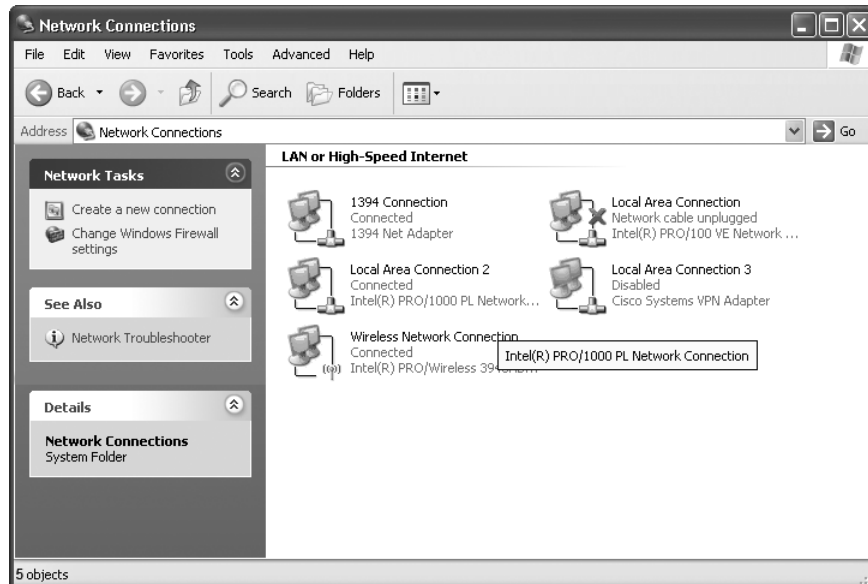 Network Connections
File Edit View Favorites Tools Advanced Help
Back Search Folders
Address Network Connections Go
Network Tasks
Create a new connection
Change Windows Firewall
settings
See Also
Network Troubleshooter
Details
Network Connections
System Folder
LAN or High-Speed Internet
1394 Connection
Connected
1394 Net Adapter
Local Area Connection
Network cable unplugged
Intel(R) PRO/100 VE Network ...
Local Area Connection 2
Connected
Intel(R) PRO/1000 PL Network...
Local Area Connection 3
Disabled
Cisco Systems VPN Adapter
Wireless Network Connection
Connected
Intel(R) PRO/Wireless
Intel(R) PRO/1000 PL Network Connection
5 objects